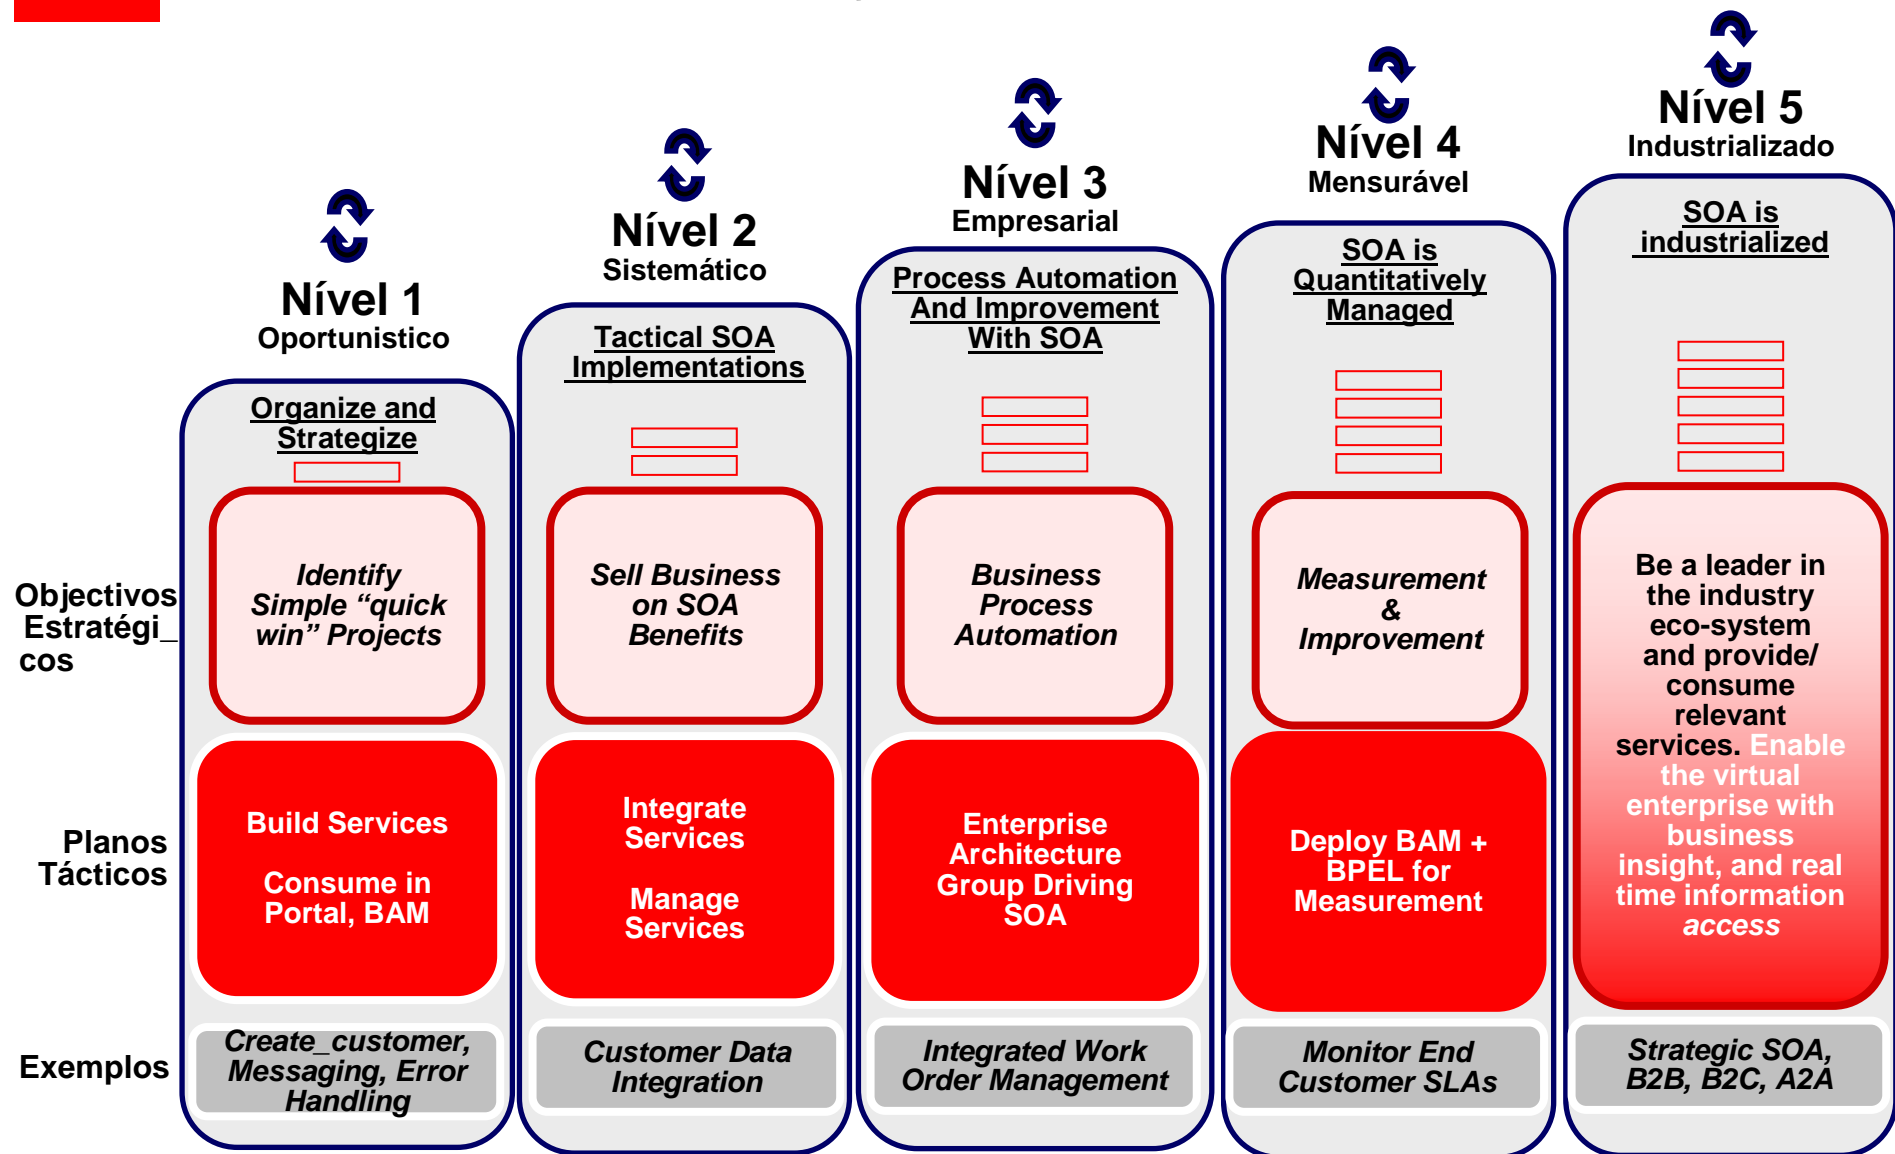 Nível 1
Oportunistico
Organize and
Strategize
Nível 2
Sistemático
Tactical SOA
Implementations
Nível 3
Empresarial
Process Automation
And Improvement
With SOA
Nível 4
Mensurável
SOA is
Quantitatively
Managed
Nível 5
Industrializado
SOA is
industrialized
Objectivos
Estratégi_
cos
Identify
Simple “quick
win” Projects
Sell Business
on SOA
Benefits
Business
Process
Automation
Measurement
&
Improvement
Be a leader in
the industry
eco-system
and provide/
consume
relevant
services. Enable
the virtual
enterprise with
business
insight, and real
time information
access
Planos
Tácticos
Build Services
Consume in
Portal, BAM
Integrate
Services
Manage
Services
Enterprise
Architecture
Group Driving
SOA
Deploy BAM +
BPEL for
Measurement
Exemplos
Create_customer,
Messaging, Error
Handling
Customer Data
Integration
Integrated Work
Order Management
Monitor End
Customer SLAs
Strategic SOA,
B2B, B2C, A2A